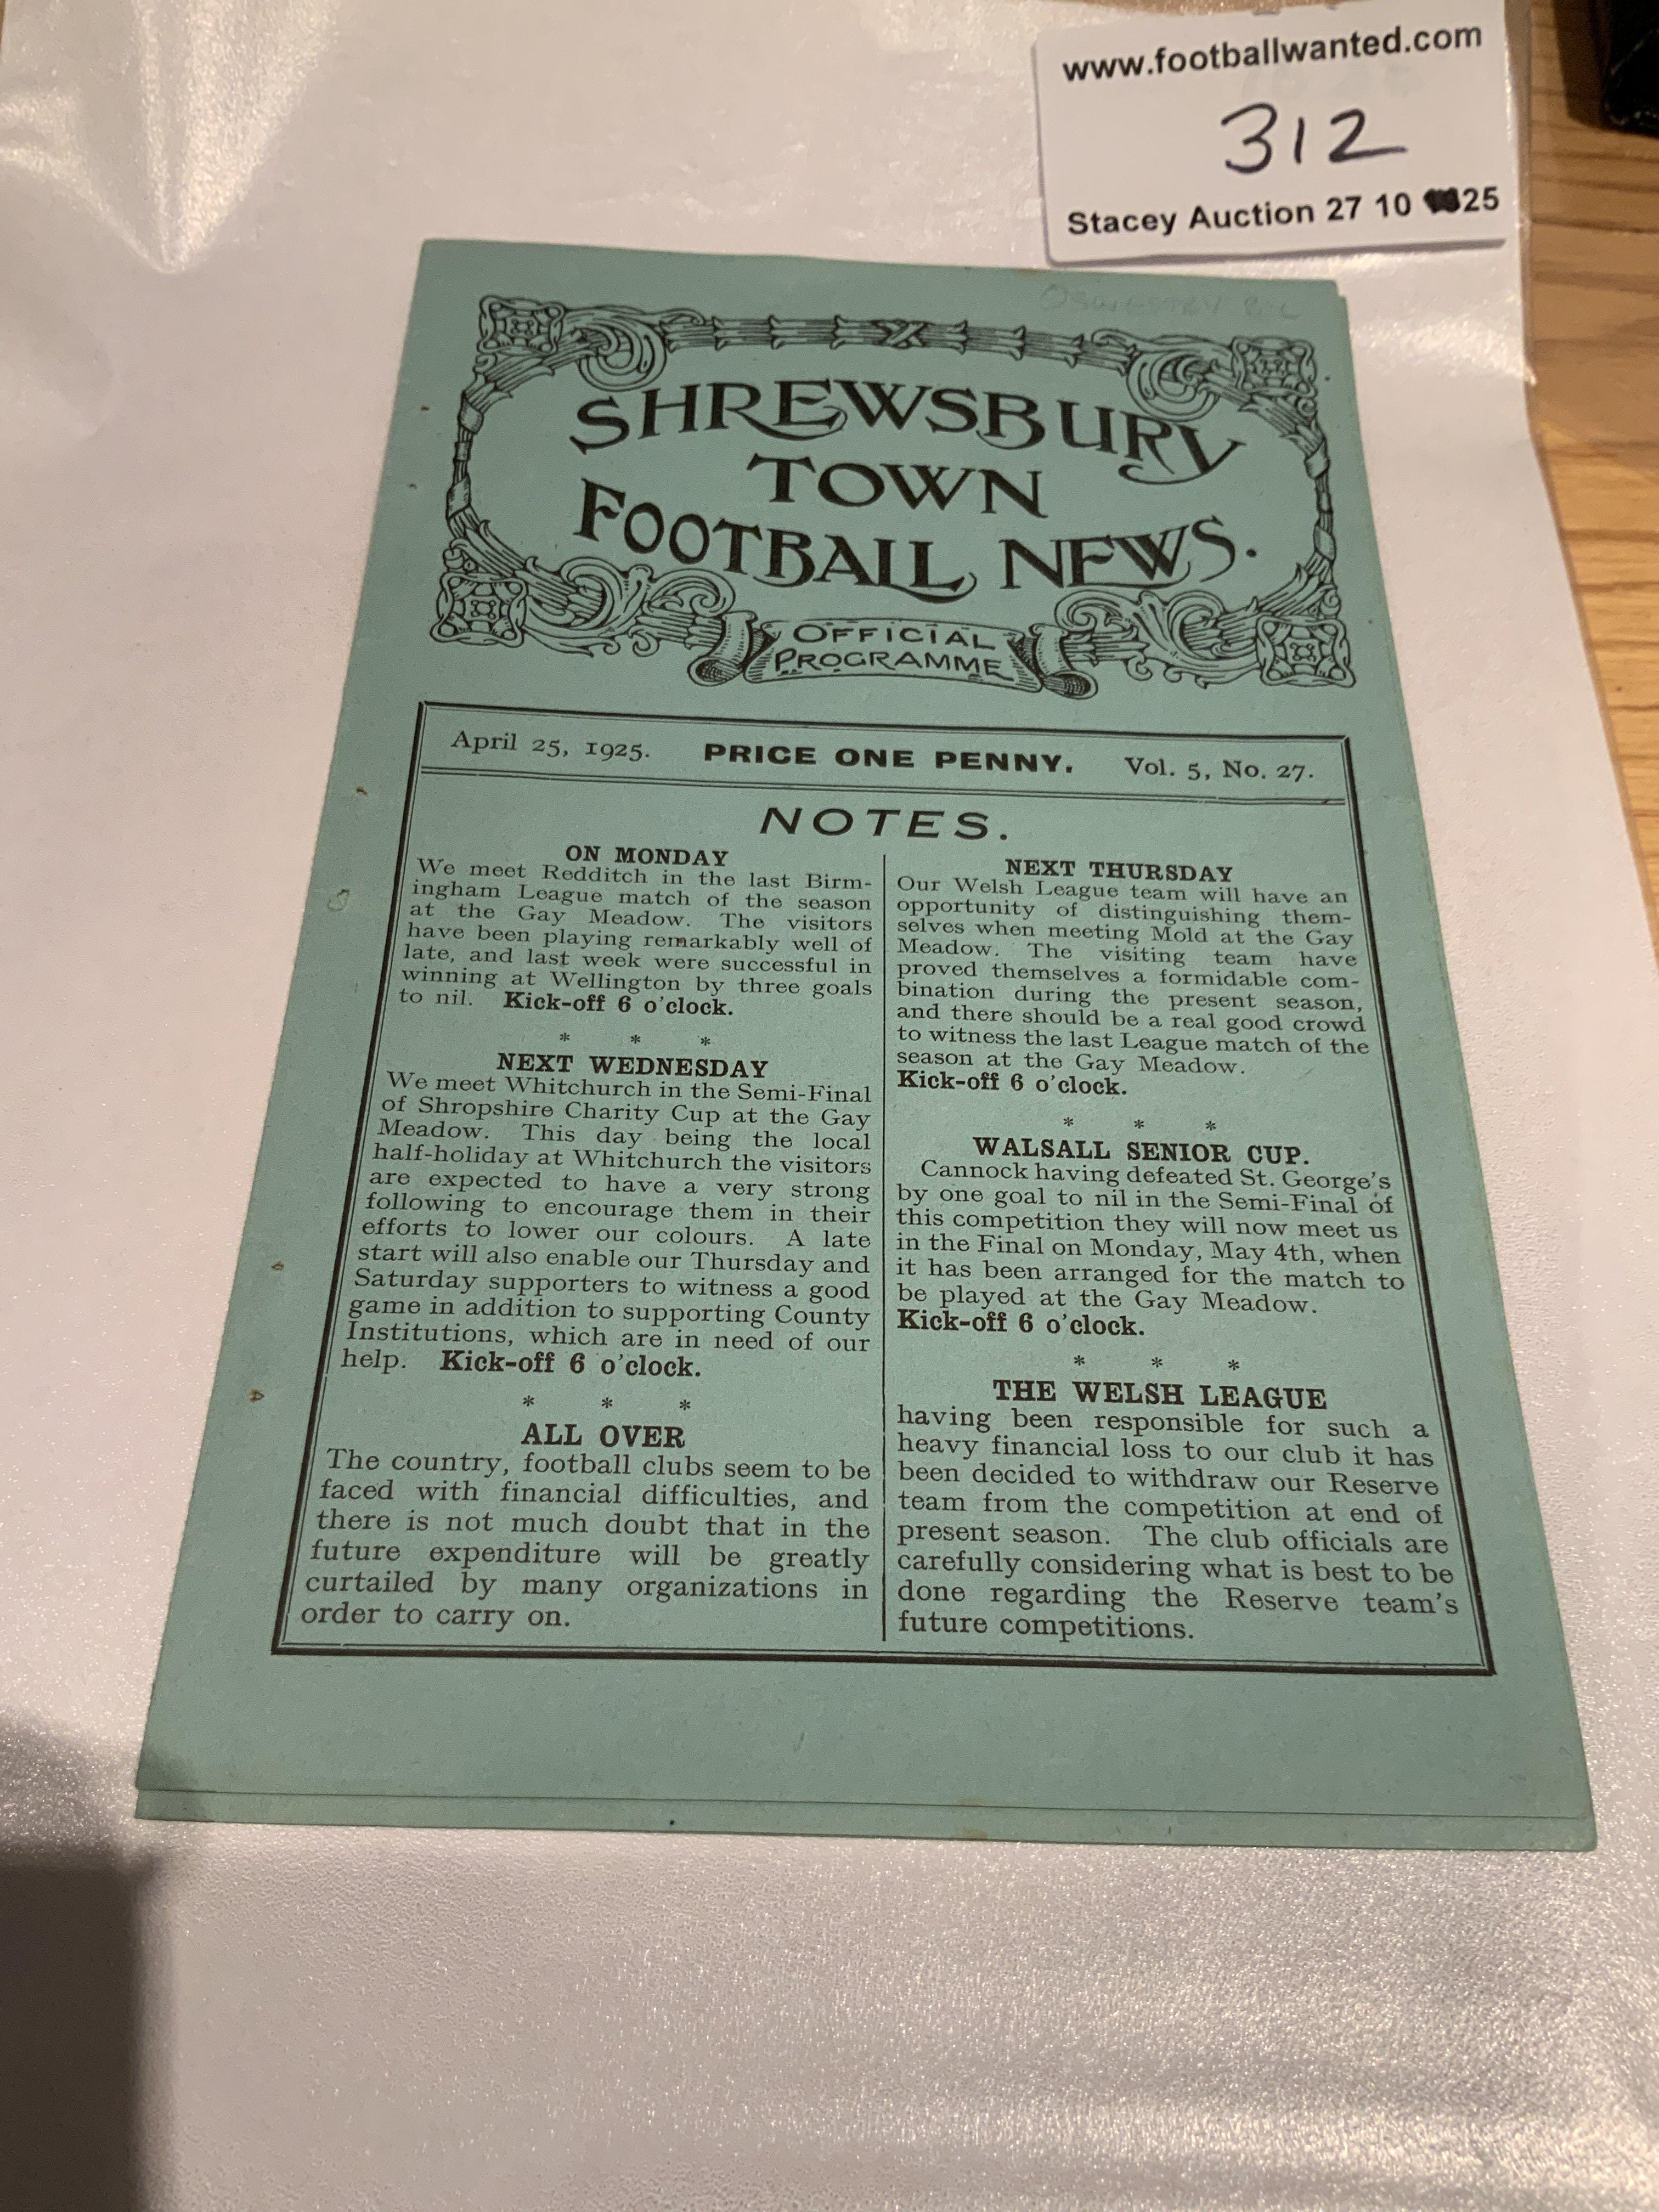 www.footballwanted.com
312
Stacey Auction 27 10 25
OSWESTRY
SHREWSBURY
TOWN
FOOTBALL NEWS.
OFFICIAL
PROGRAMME
April 25, 1925. PRICE ONE PENNY. Vol. 5, No. 27.
NOTES.
ON MONDAY
We meet Redditch in the last Birm-
ingham League match of the season
at the Gay Meadow. The visitors
have been playing remarkably well of
late, and last week were successful in
winning at Wellington by three goals
to nil. Kick-off 6 o'clock.
* * *
NEXT WEDNESDAY
We meet Whitchurch in the Semi-Final
of Shropshire Charity Cup at the Gay
Meadow. This day being the local
half-holiday at Whitchurch the visitors
are expected to have a very strong
following to encourage them in their
efforts to lower our colours. A late
start will also enable our Thursday and
Saturday supporters to witness a good
game in addition to supporting County
Institutions, which are in need of our
help. Kick-off 6 o'clock.
* * *
ALL OVER
The country, football clubs seem to be
faced with financial difficulties, and
there is not much doubt that in the
future expenditure will be greatly
curtailed by many organizations in
order to carry on.
NEXT THURSDAY
Our Welsh League team will have an
opportunity of distinguishing them-
selves when meeting Mold at the Gay
Meadow. The visiting team have
proved themselves a formidable com-
bination during the present season,
and there should be a real good crowd
to witness the last League match of the
season at the Gay Meadow.
Kick-off 6 o'clock.
* * *
WALSALL SENIOR CUP.
Cannock having defeated St. George's
by one goal to nil in the Semi-Final of
this competition they will now meet us
in the Final on Monday, May 4th, when
it has been arranged for the match to
be played at the Gay Meadow.
Kick-off 6 o'clock.
* * *
THE WELSH LEAGUE
having been responsible for such a
heavy financial loss to our club it has
been decided to withdraw our Reserve
team from the competition at end of
present season. The club officials are
carefully considering what is best to be
done regarding the Reserve team's
future competitions.